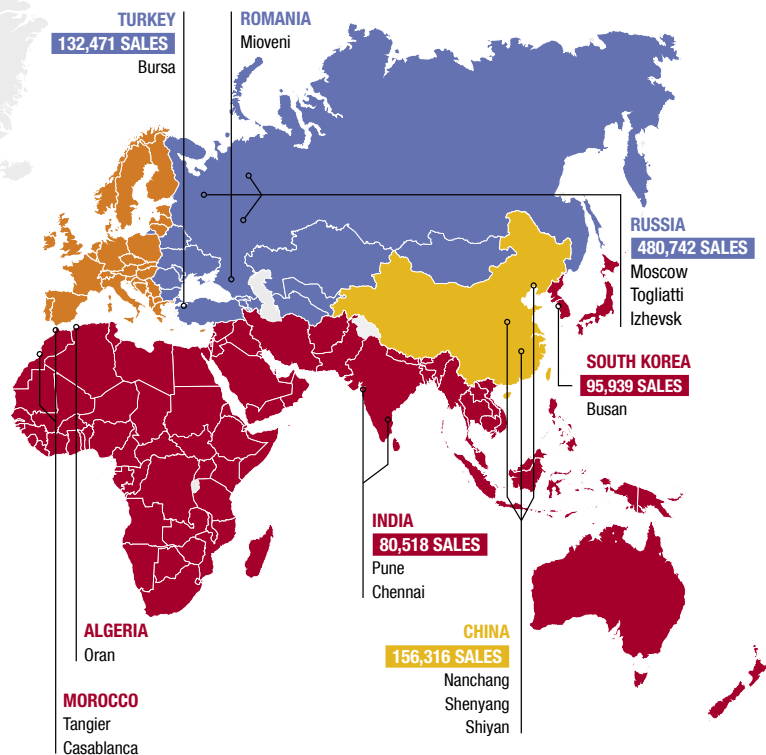 TURKEY
132,471 SALES
Bursa
ROMANIA
Mioveni
RUSSIA
480,742 SALES
Moscow
Togliatti
Izhevsk
SOUTH KOREA
95,939 SALES
Busan
INDIA
80,518 SALES
Pune
Chennai
CHINA
156,316 SALES
Nanchang
Shenyang
Shiyan
ALGERIA
Oran
MOROCCO
Tangier
Casablanca